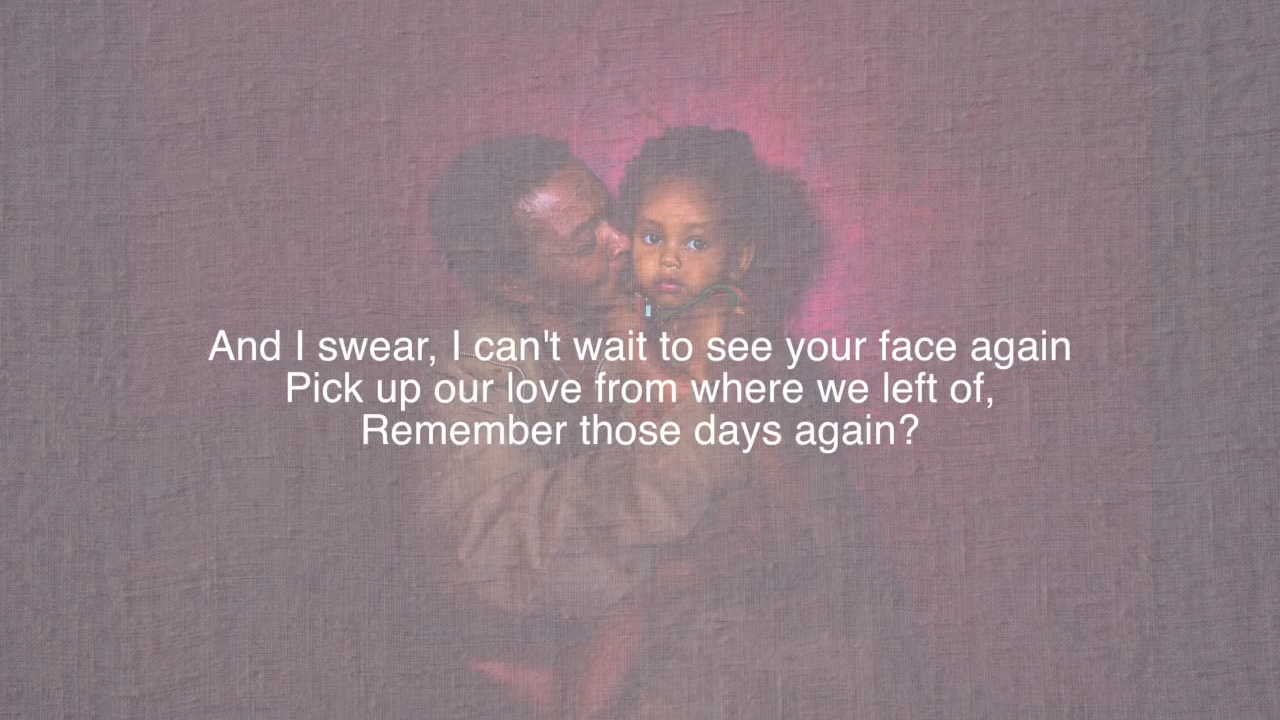 And I swear, I can't wait to see your face again
Pick up our love from where we left of,
Remember those days again?